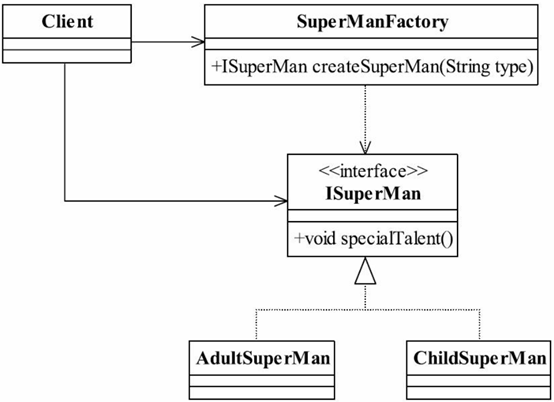 Client
SuperManFactory
+ISuperMan createSuperMan(String type)
<<interface>>
ISuperMan
+void specialTalent()
AdultSuperMan
ChildSuperMan